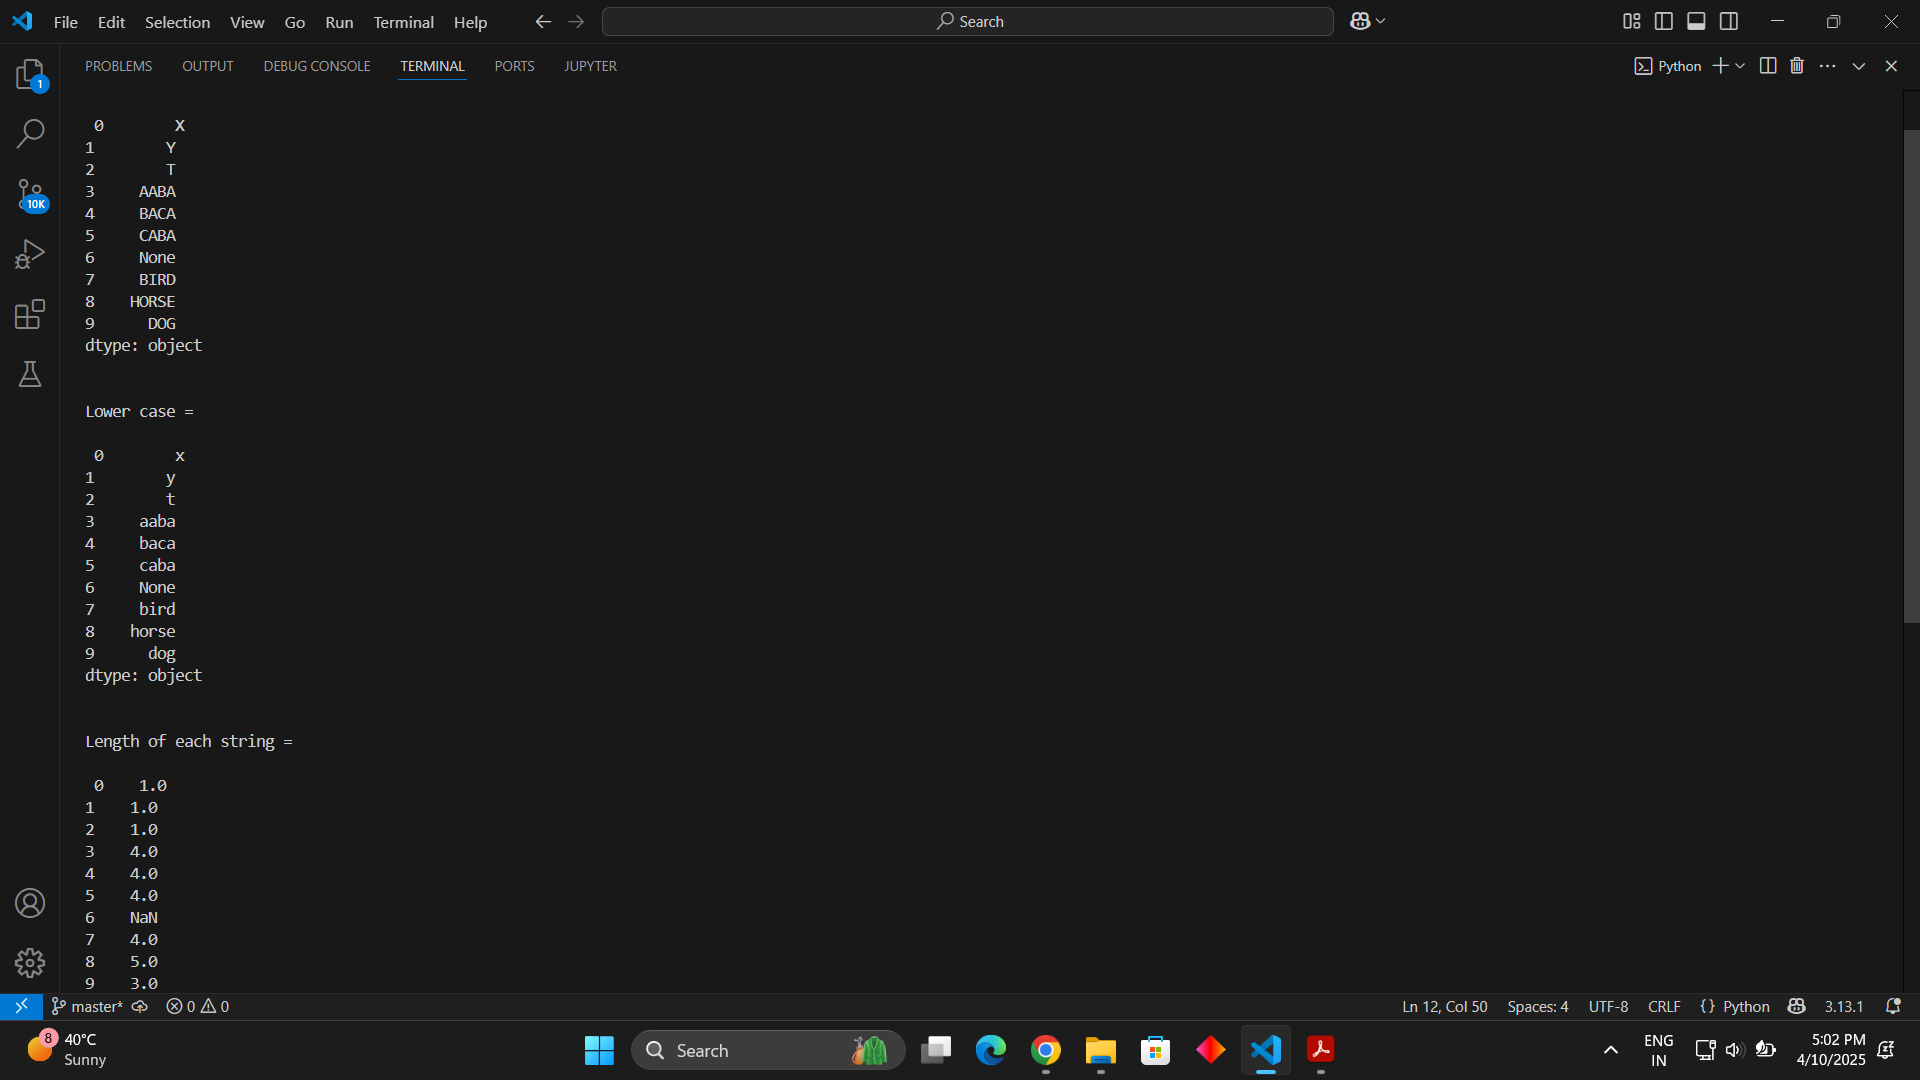 File Edit Selection View Go Run Terminal Help Search
PROBLEMS OUTPUT DEBUG CONSOLE TERMINAL PORTS JUPYTER Python
1
10K
 0        X
1        Y
2        T
3     AABA
4     BACA
5     CABA
6     None
7     BIRD
8    HORSE
9      DOG
dtype: object
Lower case =
 0        x
1        y
2        t
3     aaba
4     baca
5     caba
6     None
7     bird
8    horse
9      dog
dtype: object
Length of each string =
 0    1.0
1    1.0
2    1.0
3    4.0
4    4.0
5    4.0
6    NaN
7    4.0
8    5.0
9    3.0
master* 0 0 Ln 12, Col 50 Spaces: 4 UTF-8 CRLF {} Python 3.13.1
8 40°C
Sunny
Search
ENG
IN
5:02 PM
4/10/2025